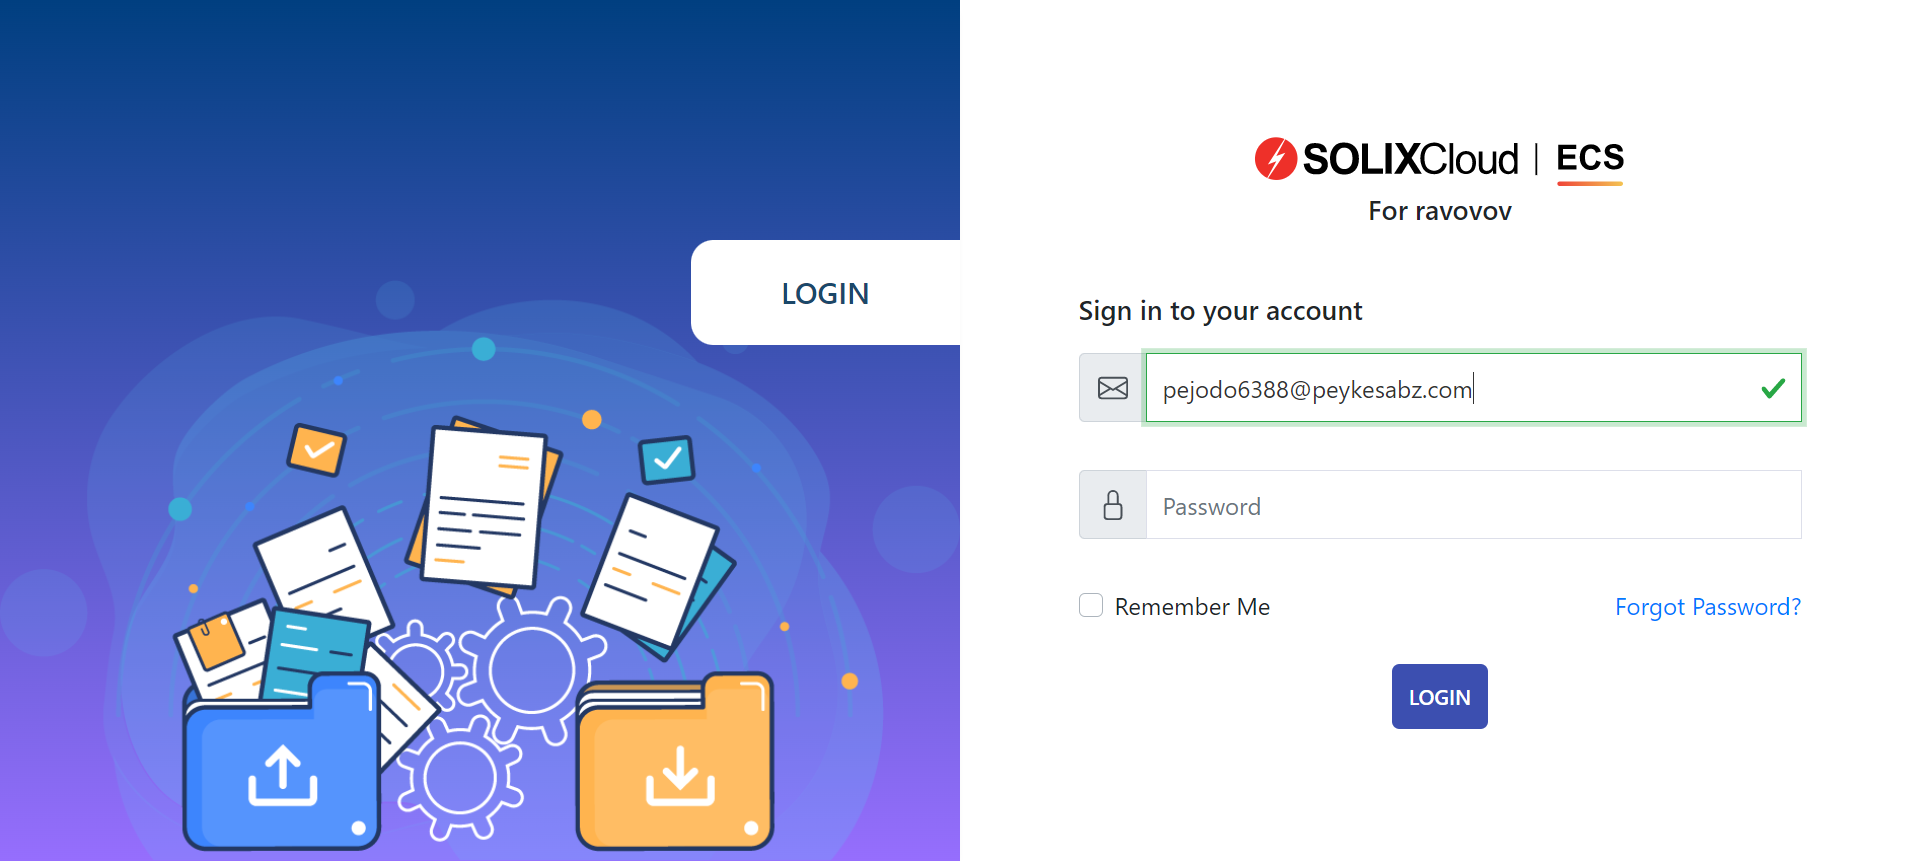 LOGIN
SOLIXCloud | ECS
For ravovov
Sign in to your account
pejodo6388@peykesabz.com
Password
Remember Me
Forgot Password?
LOGIN